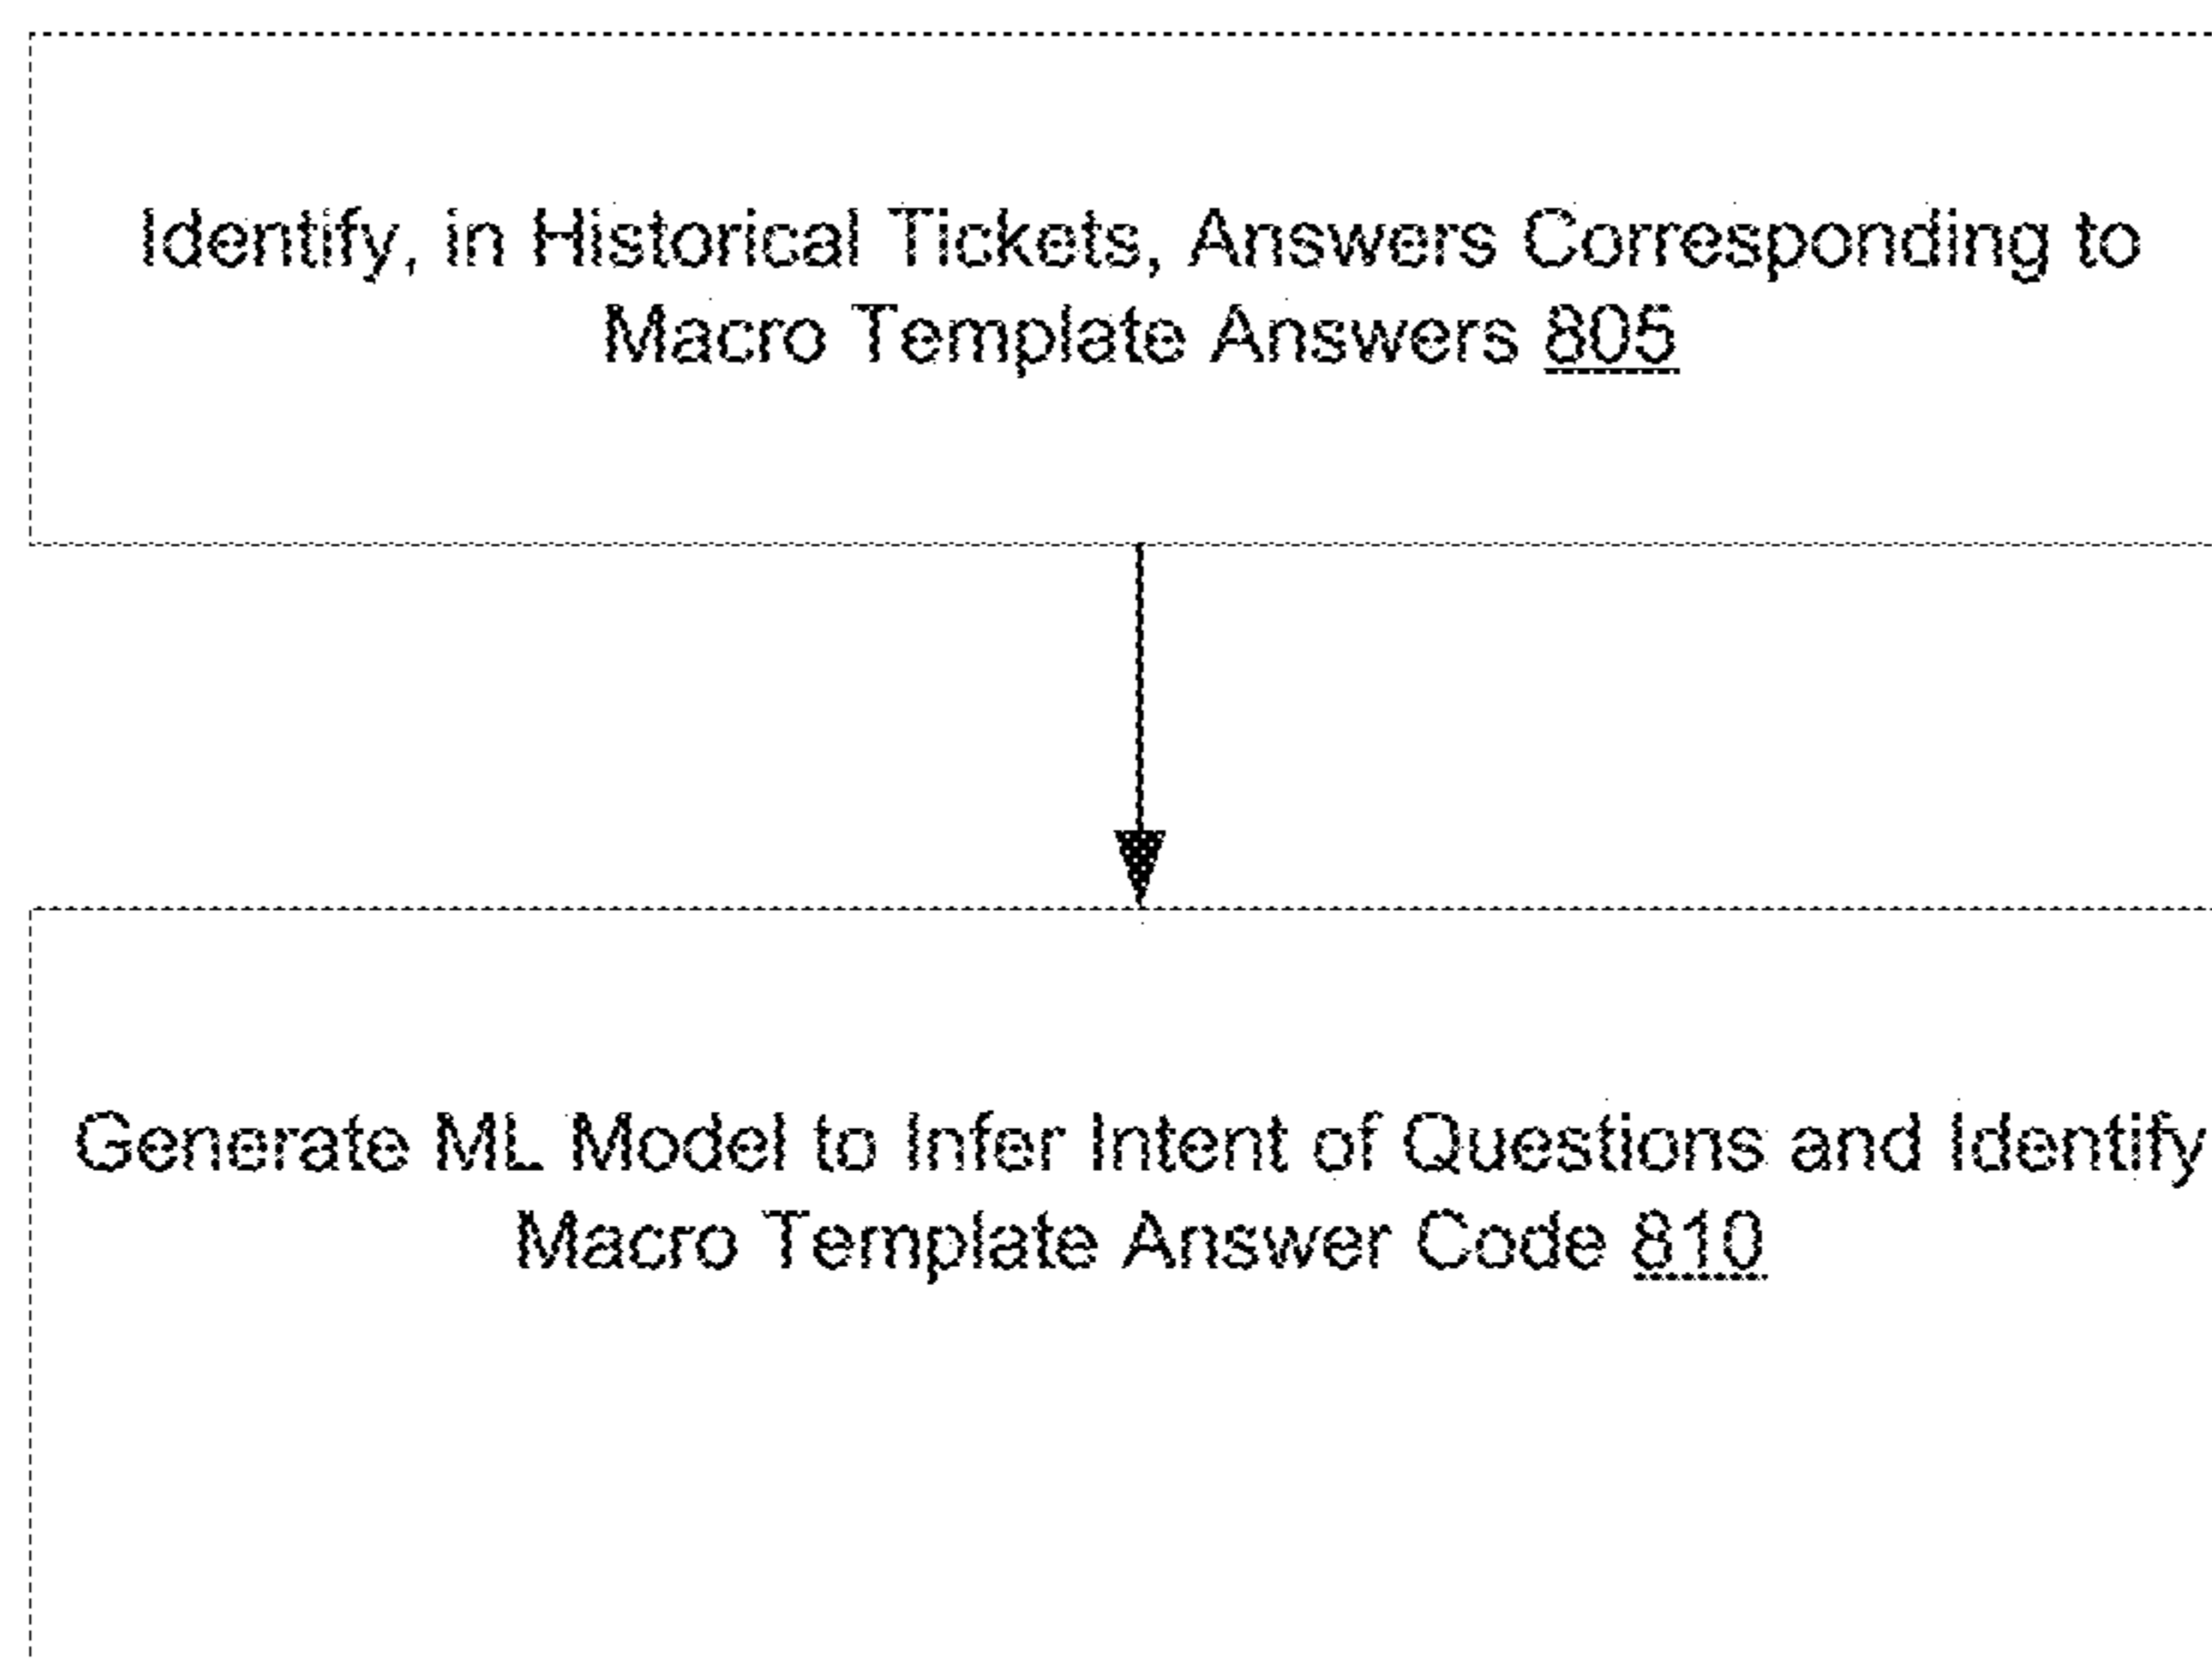 Identify, in Historical Tickets, Answers Corresponding to
Macro Template Answers 805
Generate ML Model to Infer Intent of Questions and Identify
Macro Template Answer Code 810